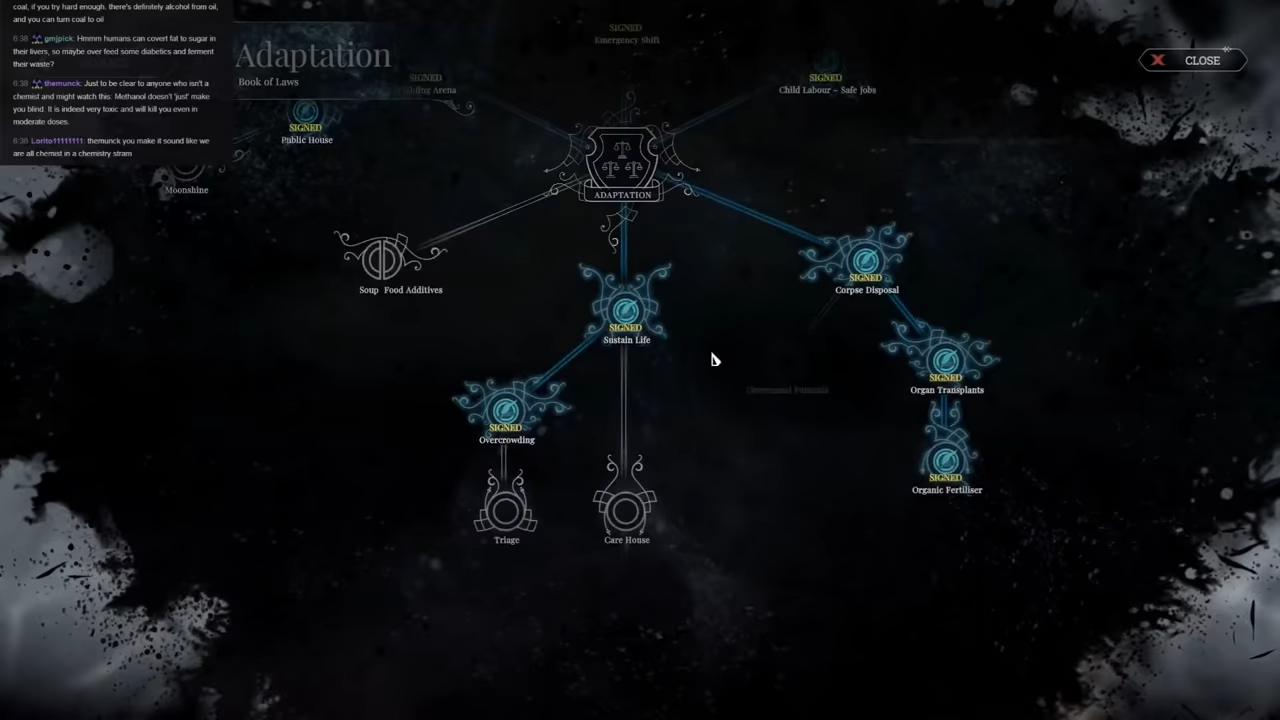 coal, if you try hard enough. there's definitely alcohol from oil,
and you can turn coal to oil
6:38 gmjpick: Hmmm humans can covert fat to sugar in
their livers, so maybe over feed some diabetics and ferment
their waste?
6:38 themunck: Just to be clear to anyone who isn't a
chemist and might watch this: Methanol doesn't 'just' make
you blind. It is indeed very toxic and will kill you even in
moderate doses.
6:38 Lorito11111111: themunck you make it sound like we
are all chemist in a chemistry stram
Adaptation
Book of Laws
SIGNED
Emergency Shift
CLOSE
SIGNED
Arena
SIGNED
Child Labour – Safe Jobs
SIGNED
Public House
Moonshine
ADAPTATION
Soup Food Additives
SIGNED
Corpse Disposal
SIGNED
Sustain Life
SIGNED
Organ Transplants
SIGNED
Overcrowding
SIGNED
Organic Fertiliser
Triage
Care House